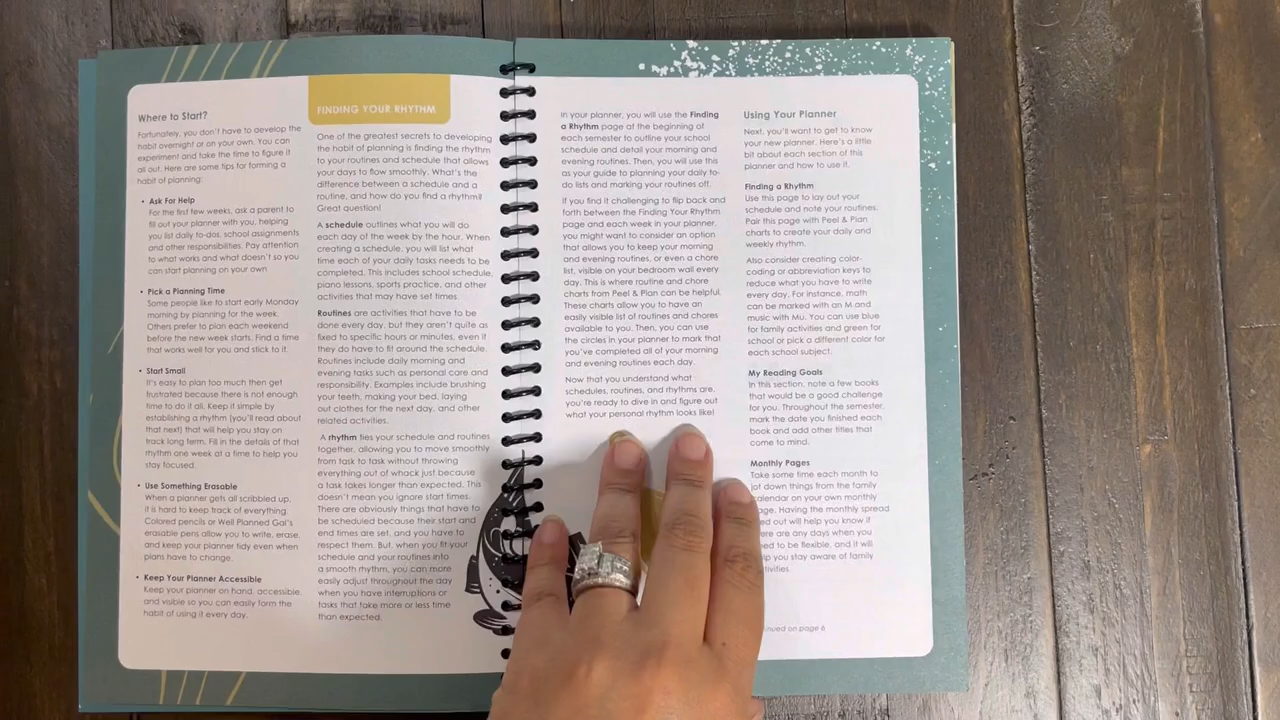 Where to Start?
Fortunately, you don't have to develop the
habit overnight or on your own. You can
experiment and take the time to figure it
all out. Here are some tips for forming a
habit of planning:
• Ask For Help
For the first few weeks, ask a parent to
fill out your planner with you, helping
you list daily to-dos, school assignments
and other responsibilities. Pay attention
to what works and what doesn't so you
can start planning on your own
• Pick a Planning Time
Some people like to start early Monday
morning by planning for the week.
Others prefer to plan each weekend
before the new week starts. Find a time
that works well for you and stick to it.
• Start Small
It's easy to plan too much then get
frustrated because there is not enough
time to do it all. Keep it simple by
establishing a rhythm (you'll read about
that next) that will help you stay on
track long term. Fill in the details of that
rhythm one week at a time to help you
stay focused.
• Use Something Erasable
When a planner gets all scribbled up,
it is hard to keep track of everything.
Colored pencils or Well Planned Gal's
erasable pens allow you to write, erase,
and keep your planner tidy even when
plans have to change.
• Keep Your Planner Accessible
Keep your planner on hand, accessible,
and visible so you can easily form the
habit of using it every day.
FINDING YOUR RHYTHM
One of the greatest secrets to developing
the habit of planning is finding the rhythm
to your routines and schedule that allows
your days to flow smoothly. What's the
difference between a schedule and a
routine, and how do you find a rhythm?
Great question!
A schedule outlines what you will do
each day of the week by the hour. When
creating a schedule, you will list what
time each of your daily tasks needs to be
completed. This includes school schedule,
piano lessons, sports practice, and other
activities that may have set times.
Routines are activities that have to be
done every day, but they aren't quite as
fixed to specific hours or minutes, even if
they do have to fit around the schedule.
Routines include daily morning and
evening tasks such as personal care and
responsibility. Examples include brushing
your teeth, making your bed, laying
out clothes for the next day, and other
related activities.
A rhythm ties your schedule and routines
together, allowing you to move smoothly
from task to task without throwing
everything out of whack just because
a task takes longer than expected. This
doesn't mean you ignore start times.
There are obviously things that have to
be scheduled because their start and
end times are set, and you have to
respect them. But, when you fit your
schedule and your routines into
a smooth rhythm, you can more
easily adjust throughout the day
when you have interruptions or
tasks that take more or less time
than expected.
In your planner, you will use the Finding
a Rhythm page at the beginning of
each semester to outline your school
schedule and detail your morning and
evening routines. Then, you will use this
as your guide to planning your daily to-
do lists and marking your routines off.
If you find it challenging to flip back and
forth between the Finding Your Rhythm
page and each week in your planner,
you might want to consider an option
that allows you to keep your morning
and evening routines, or even a chore
list, visible on your bedroom wall every
day. This is where routine and chore
charts from Peel & Plan can be helpful.
These charts allow you to have an
easily visible list of routines and chores
available to you. Then, you can use
the circles in your planner to mark that
you've completed all of your morning
and evening routines each day.
Now that you understand what
schedules, routines, and rhythms are,
you're ready to dive in and figure out
what your personal rhythm looks like!
Using Your Planner
Next, you'll want to get to know
your new planner. Here's a little
bit about each section of this
planner and how to use it.
Finding a Rhythm
Use this page to lay out your
schedule and note your routines.
Pair this page with Peel & Plan
charts to create your daily and
weekly rhythm.
Also consider creating color-
coding or abbreviation keys to
reduce what you have to write
every day. For instance, math
can be marked with an M and
music with Mu. You can use blue
for family activities and green for
school or pick a different color for
each school subject.
My Reading Goals
In this section, note a few books
that would be a good challenge
for you. Throughout the semester,
mark the date you finished each
book and add other titles that
come to mind.
Monthly Pages
Take some time each month to
jot down things from the family
calendar on your own monthly
Having the monthly spread
out will help you know if
are any days when you
to be flexible, and it will
you stay aware of family
on page 6